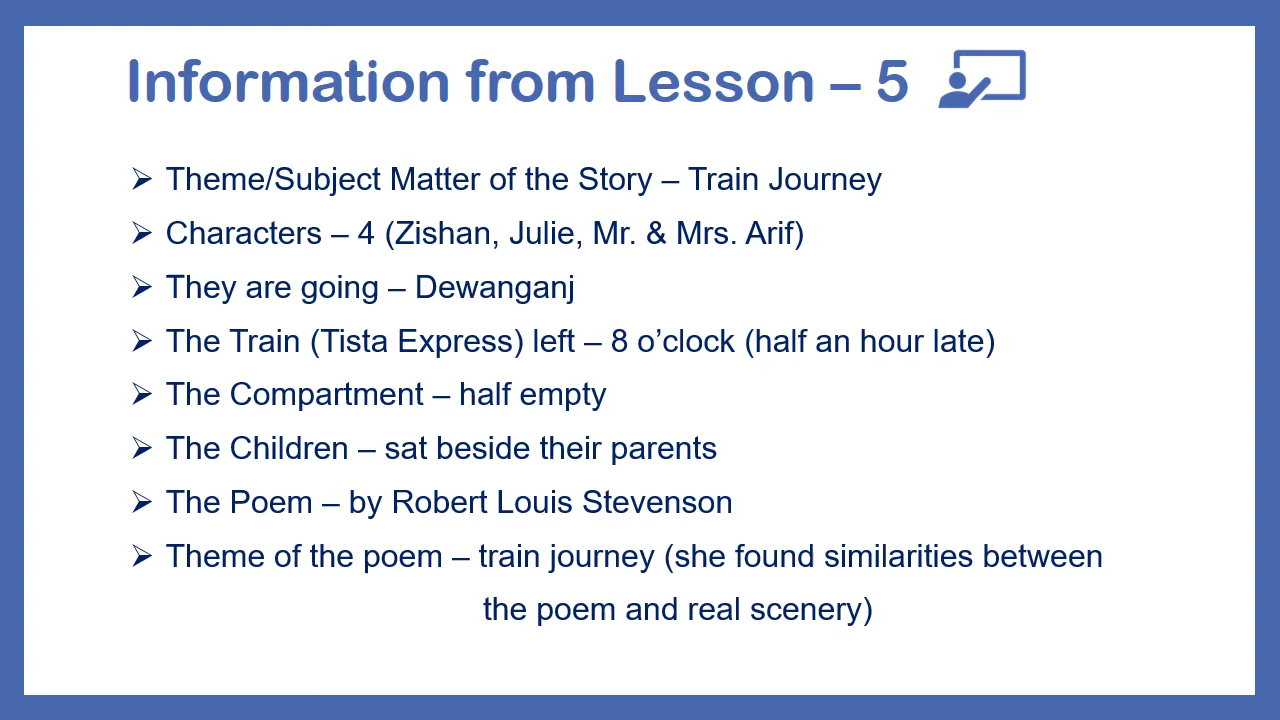 Information from Lesson – 5
➢ Theme/Subject Matter of the Story – Train Journey
➢ Characters – 4 (Zishan, Julie, Mr. & Mrs. Arif)
➢ They are going – Dewanganj
➢ The Train (Tista Express) left – 8 o’clock (half an hour late)
➢ The Compartment – half empty
➢ The Children – sat beside their parents
➢ The Poem – by Robert Louis Stevenson
➢ Theme of the poem – train journey (she found similarities between
the poem and real scenery)